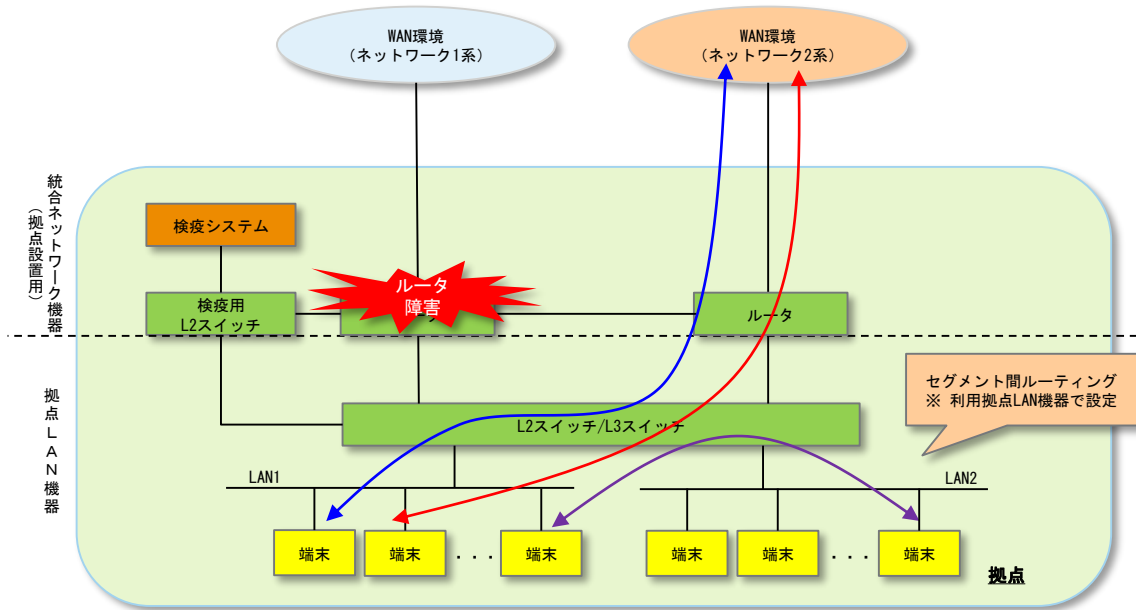 WAN環境
(ネットワーク1系)
WAN環境
(ネットワーク2系)
統合ネットワーク機器
(拠点設置用)
検疫システム
検疫用
L2スイッチ
ルータ
障害
ルータ
拠点LAN機器
セグメント間ルーティング
※ 利用拠点LAN機器で設定
L2スイッチ/L3スイッチ
LAN1
LAN2
端末
端末
・・・
端末
端末
端末
・・・
端末
拠点